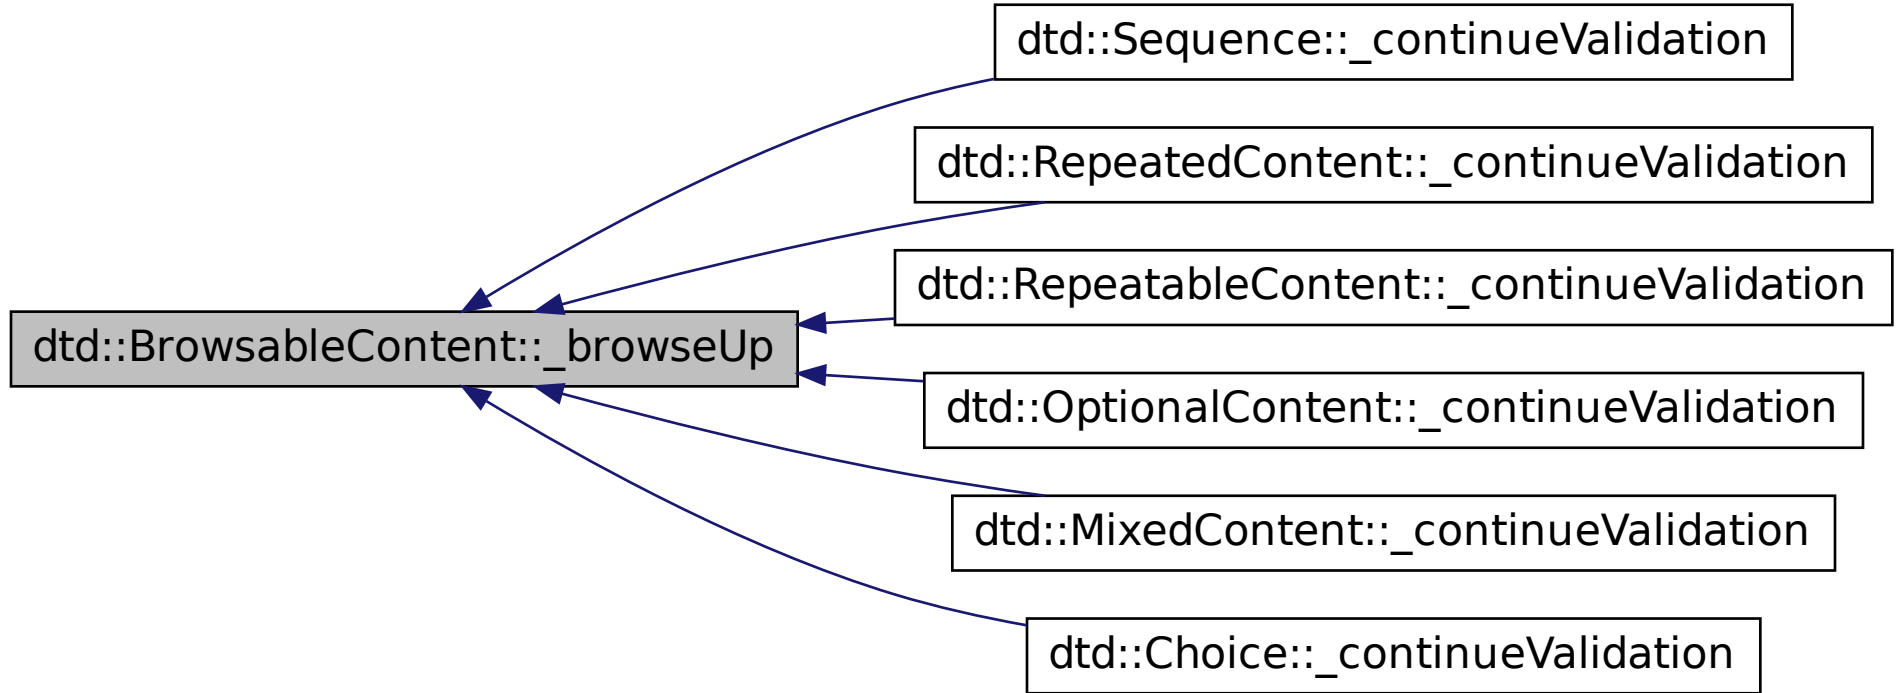 dtd::Sequence::_continueValidation
dtd::RepeatedContent::_continueValidation
dtd::RepeatableContent::_continueValidation
dtd::BrowsableContent::_browseUp
dtd::OptionalContent::_continueValidation
dtd::MixedContent::_continueValidation
dtd::Choice::_continueValidation